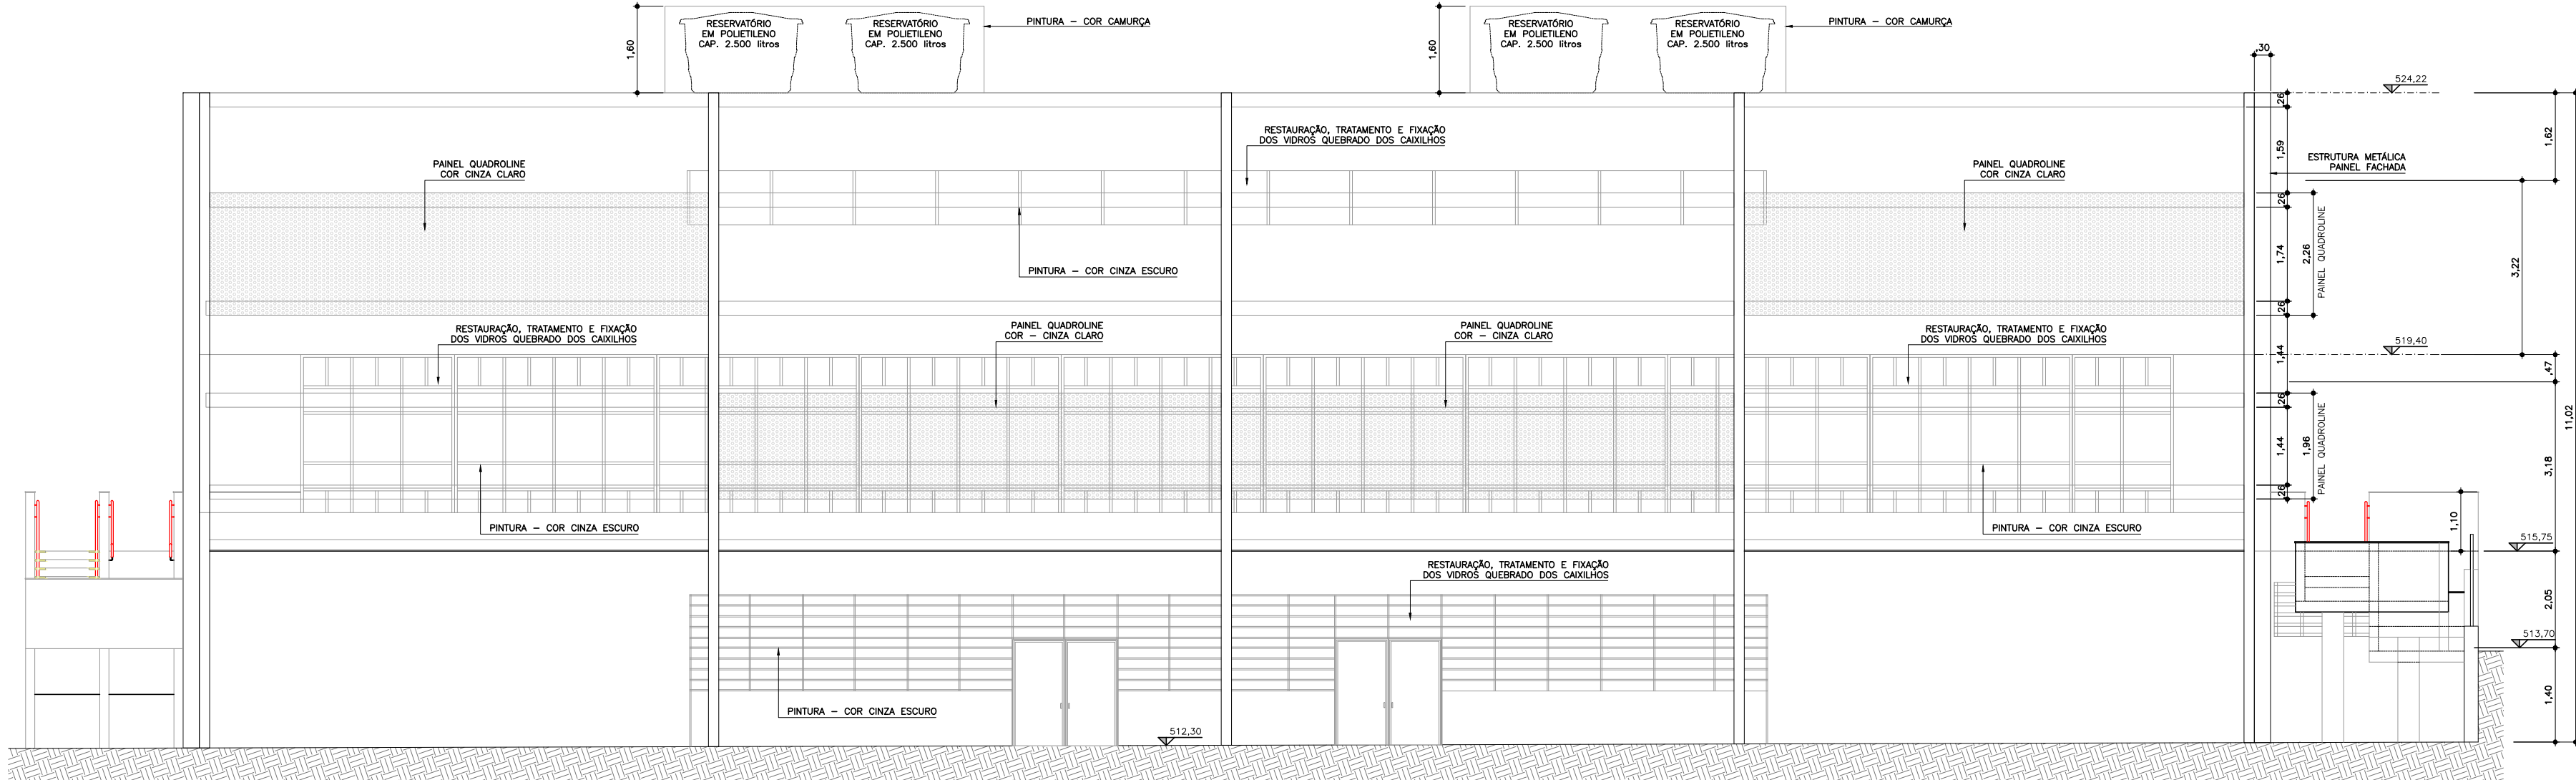 RESERVATÓRIO
EM POLIETILENO
CAP. 2.500 litros
RESERVATÓRIO
EM POLIETILENO
CAP. 2.500 litros
PINTURA – COR CAMURÇA
1,60
RESERVATÓRIO
EM POLIETILENO
CAP. 2.500 litros
RESERVATÓRIO
EM POLIETILENO
CAP. 2.500 litros
PINTURA – COR CAMURÇA
1,60
,30
524,22
RESTAURAÇÃO, TRATAMENTO E FIXAÇÃO
DOS VIDROS QUEBRADO DOS CAIXILHOS
PAINEL QUADROLINE
COR CINZA CLARO
PAINEL QUADROLINE
COR CINZA CLARO
ESTRUTURA METÁLICA
PAINEL FACHADA
,26
1,59
1,62
,26
1,74
2,26
PAINEL QUADROLINE
3,22
PINTURA – COR CINZA ESCURO
,26
RESTAURAÇÃO, TRATAMENTO E FIXAÇÃO
DOS VIDROS QUEBRADO DOS CAIXILHOS
PAINEL QUADROLINE
COR – CINZA CLARO
PAINEL QUADROLINE
COR – CINZA CLARO
RESTAURAÇÃO, TRATAMENTO E FIXAÇÃO
DOS VIDROS QUEBRADO DOS CAIXILHOS
519,40
1,44
,47
,26
11,02
1,44
1,96
PAINEL QUADROLINE
3,18
,26
PINTURA – COR CINZA ESCURO
PINTURA – COR CINZA ESCURO
1,10
515,75
RESTAURAÇÃO, TRATAMENTO E FIXAÇÃO
DOS VIDROS QUEBRADO DOS CAIXILHOS
2,05
513,70
1,40
PINTURA – COR CINZA ESCURO
512,30